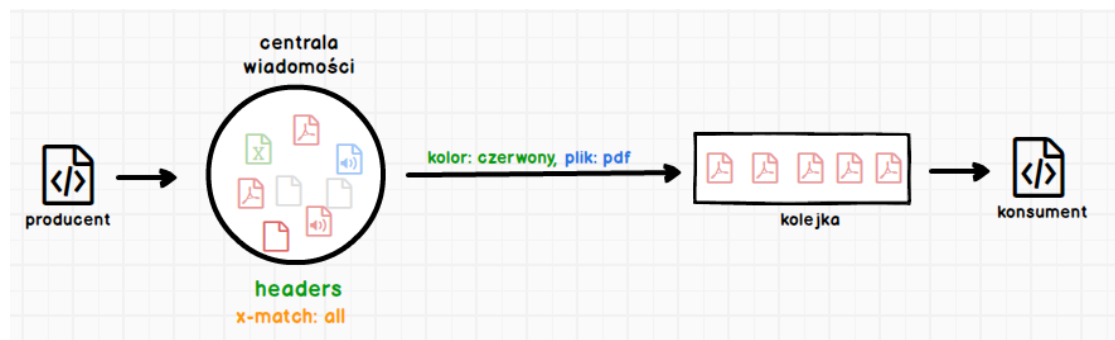 centrala
wiadomości
producent
</>
X
headers
x-match: all
kolor: czerwony, plik: pdf
kolejka
</>
konsument